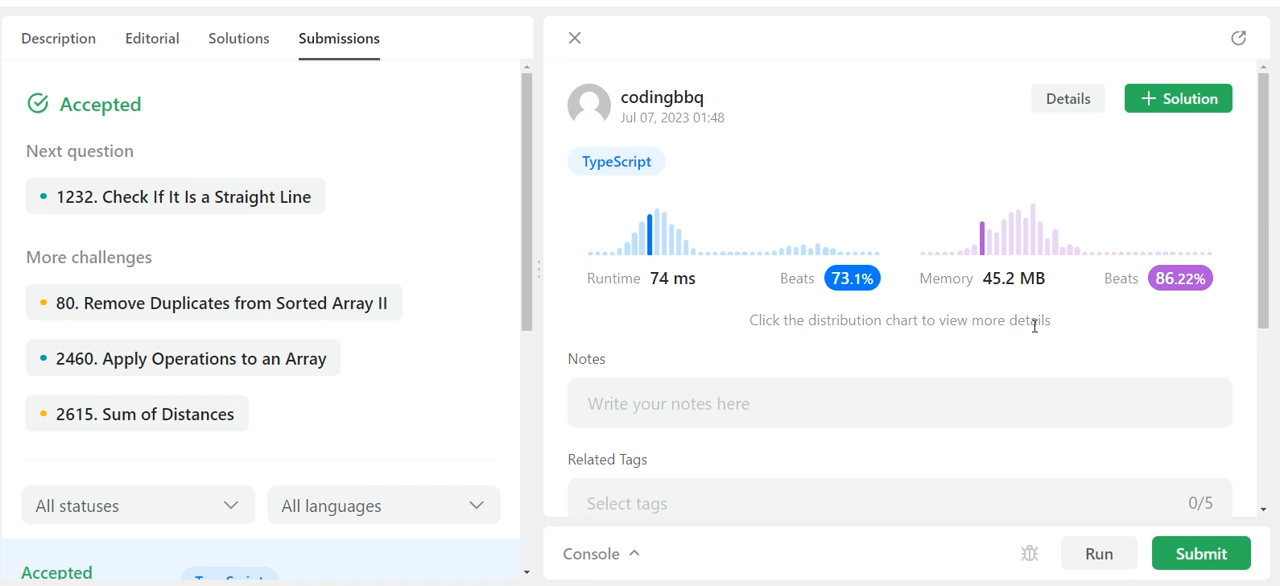 Description Editorial Solutions Submissions
Accepted
Next question
1232. Check If It Is a Straight Line
More challenges
80. Remove Duplicates from Sorted Array II
2460. Apply Operations to an Array
2615. Sum of Distances
All statuses All languages
Accepted TypeScript
codingbbq
Jul 07, 2023 01:48
Details + Solution
TypeScript
Runtime 74 ms Beats 73.1% Memory 45.2 MB Beats 86.22%
Click the distribution chart to view more details
Notes
Write your notes here
Related Tags
Select tags 0/5
Console Run Submit